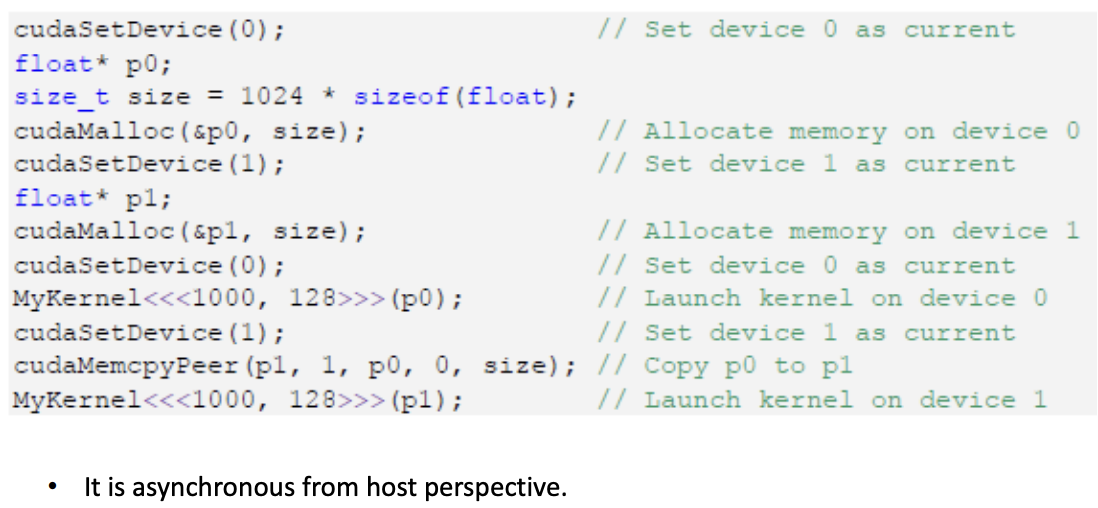 cudaSetDevice(0); // Set device 0 as current
float* p0;
size_t size = 1024 * sizeof(float);
cudaMalloc(&p0, size); // Allocate memory on device 0
cudaSetDevice(1); // Set device 1 as current
float* p1;
cudaMalloc(&p1, size); // Allocate memory on device 1
cudaSetDevice(0); // Set device 0 as current
MyKernel<<<1000, 128>>>(p0); // Launch kernel on device 0
cudaSetDevice(1); // Set device 1 as current
cudaMemcpyPeer(p1, 1, p0, 0, size); // Copy p0 to p1
MyKernel<<<1000, 128>>>(p1); // Launch kernel on device 1
• It is asynchronous from host perspective.